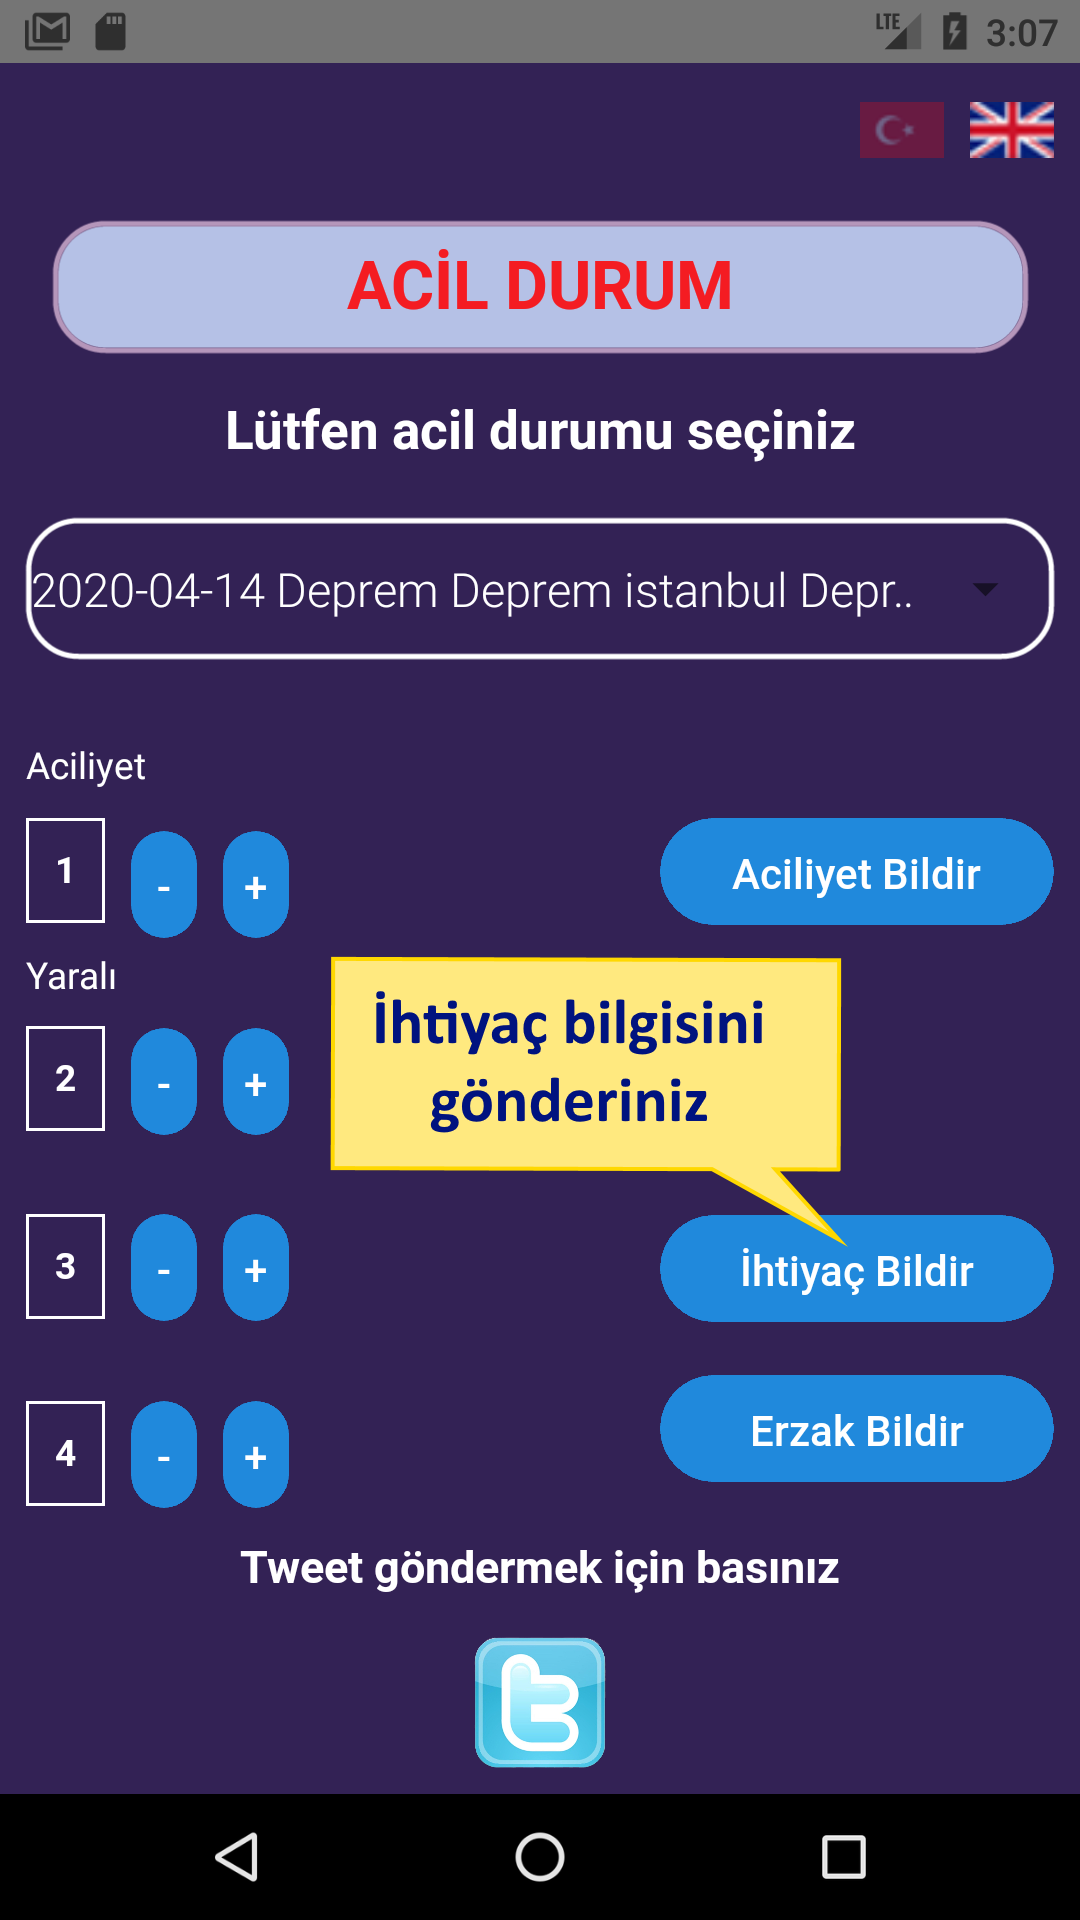 LTE 3:07
ACİL DURUM
Lütfen acil durumu seçiniz
2020-04-14 Deprem Deprem istanbul Depr..
Aciliyet
1 - + Aciliyet Bildir
Yaralı
İhtiyaç bilgisini
gönderiniz
2 - +
3 - + İhtiyaç Bildir
4 - + Erzak Bildir
Tweet göndermek için basınız